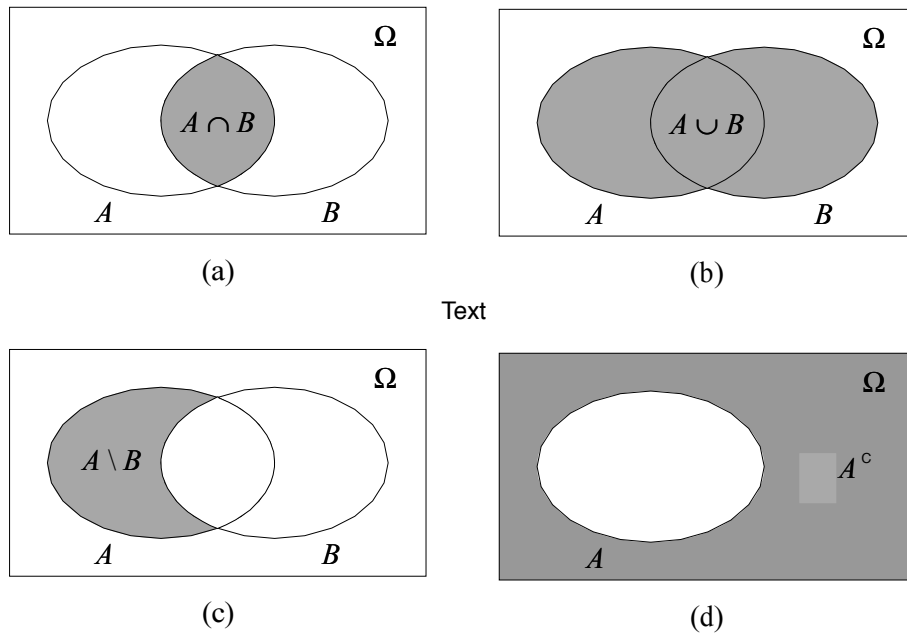 Ω
A ∩ B
A B
(a)
Ω
A ∪ B
A B
(b)
Text
Ω
A \ B
A B
(c)
Ω
A^c
A
(d)